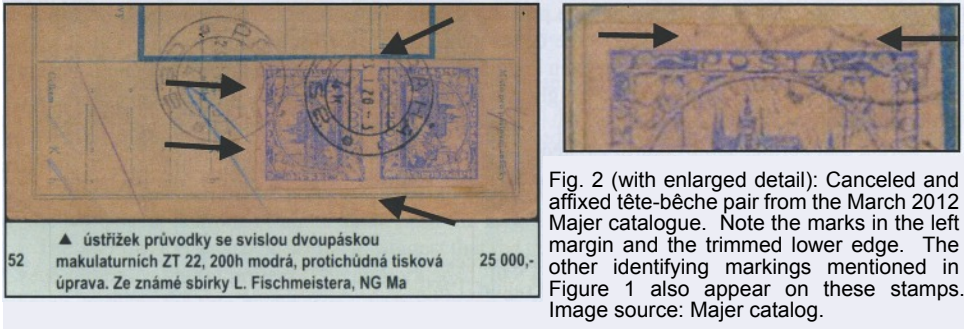 PRAHA
52
▲ ústřižek průvodky se svislou dvoupáskou
52 makulaturních ZT 22, 200h modrá, protichůdná tisková 25 000,-
úprava. Ze známé sbírky L. Fischmeistera, NG Ma
POŠTA
Fig. 2 (with enlarged detail): Canceled and
affixed tête-bêche pair from the March 2012
Majer catalogue. Note the marks in the left
margin and the trimmed lower edge. The
other identifying markings mentioned in
Figure 1 also appear on these stamps.
Image source: Majer catalog.